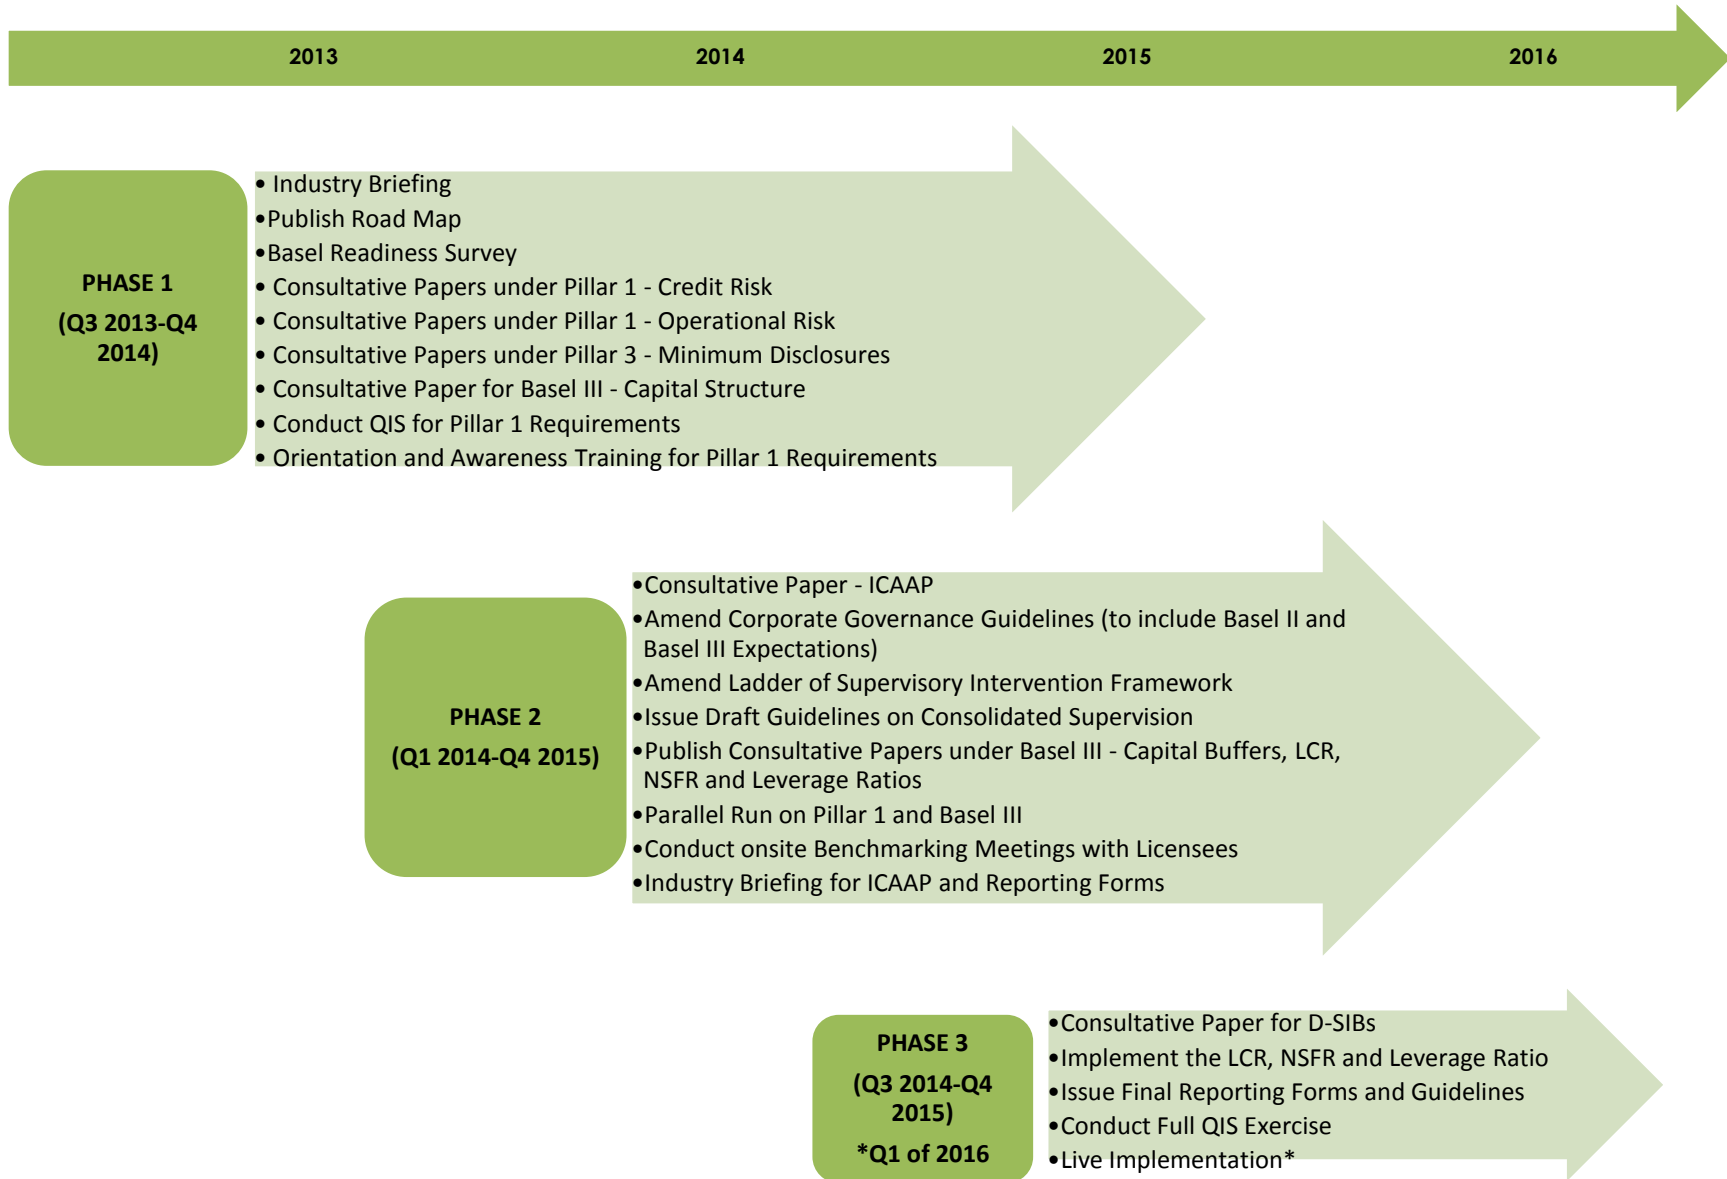 2013 2014 2015 2016
PHASE 1
(Q3 2013-Q4
2014)
• Industry Briefing
•Publish Road Map
•Basel Readiness Survey
• Consultative Papers under Pillar 1 - Credit Risk
• Consultative Papers under Pillar 1 - Operational Risk
• Consultative Papers under Pillar 3 - Minimum Disclosures
• Consultative Paper for Basel III - Capital Structure
• Conduct QIS for Pillar 1 Requirements
• Orientation and Awareness Training for Pillar 1 Requirements
PHASE 2
(Q1 2014-Q4 2015)
•Consultative Paper - ICAAP
•Amend Corporate Governance Guidelines (to include Basel II and
Basel III Expectations)
•Amend Ladder of Supervisory Intervention Framework
•Issue Draft Guidelines on Consolidated Supervision
•Publish Consultative Papers under Basel III - Capital Buffers, LCR,
NSFR and Leverage Ratios
•Parallel Run on Pillar 1 and Basel III
•Conduct onsite Benchmarking Meetings with Licensees
•Industry Briefing for ICAAP and Reporting Forms
PHASE 3
(Q3 2014-Q4
2015)
*Q1 of 2016
•Consultative Paper for D-SIBs
•Implement the LCR, NSFR and Leverage Ratio
•Issue Final Reporting Forms and Guidelines
•Conduct Full QIS Exercise
•Live Implementation*